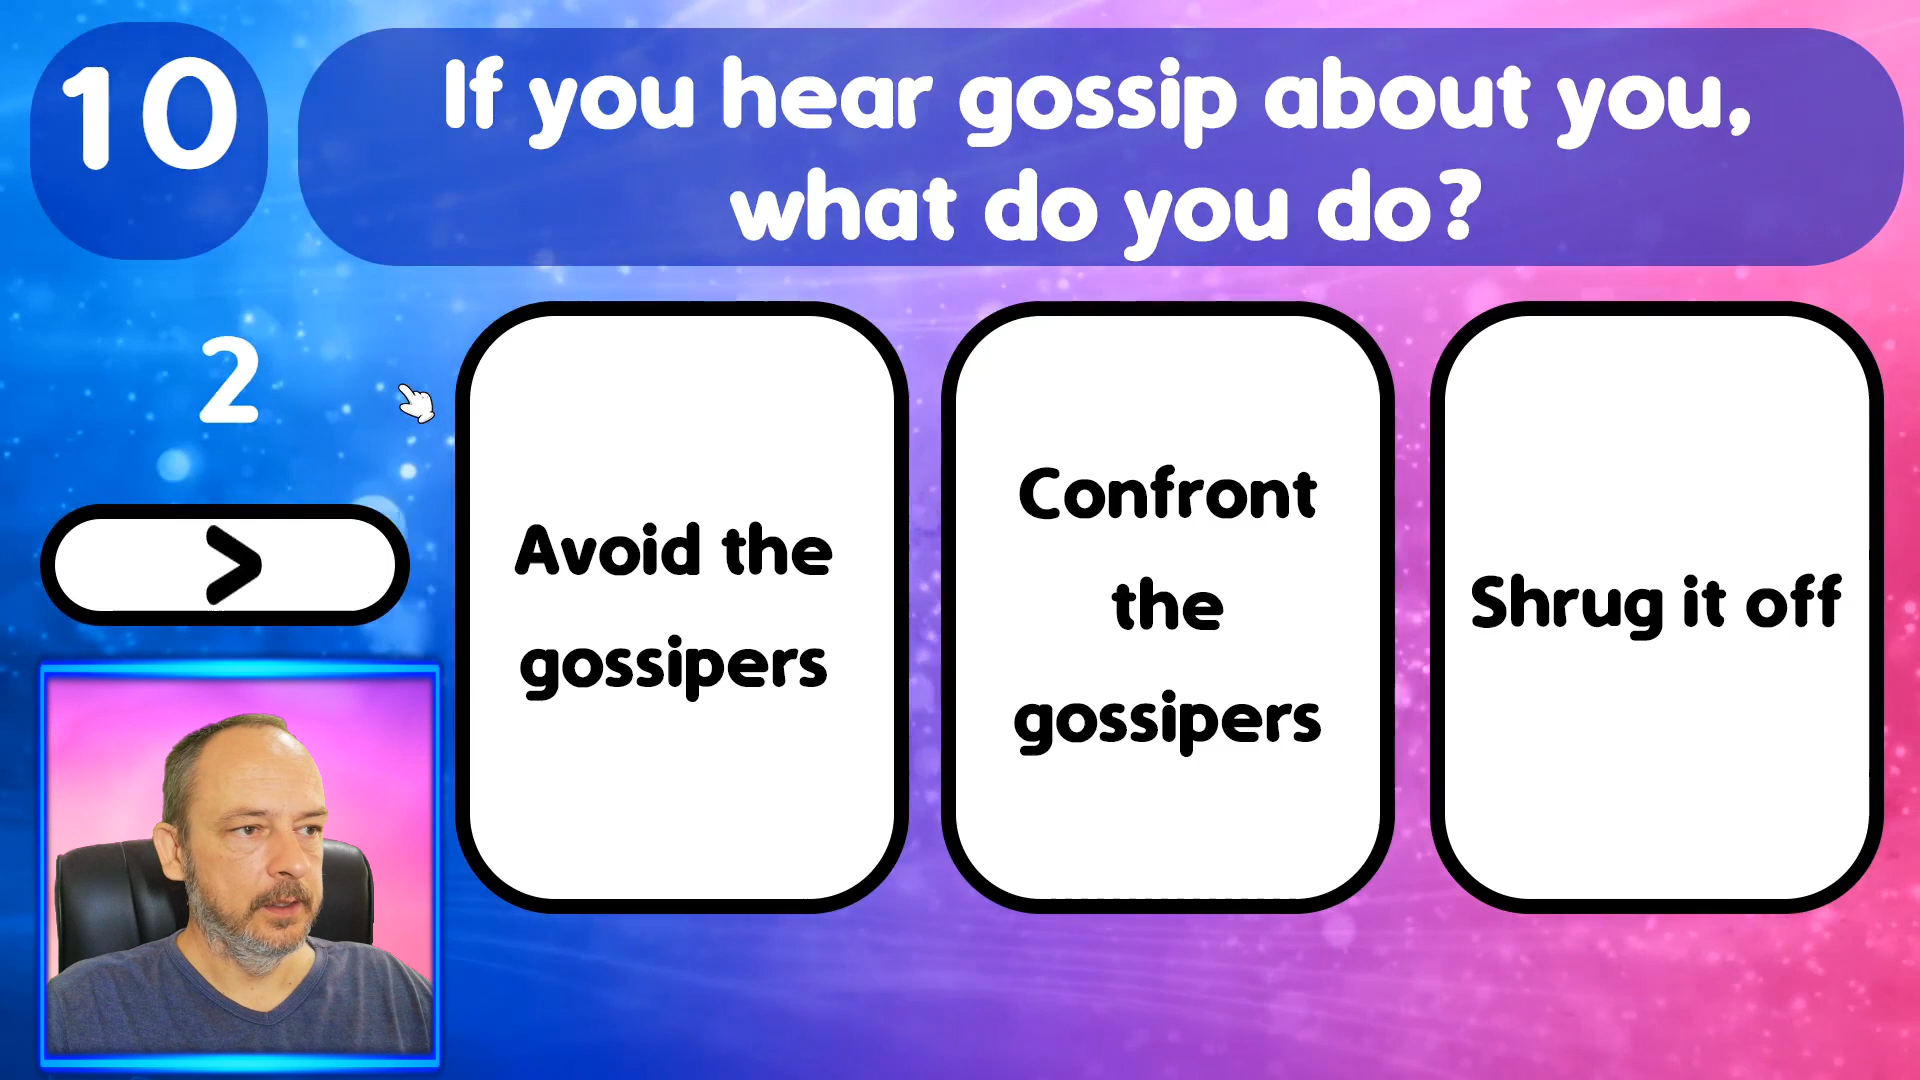 10
If you hear gossip about you,
what do you do?
2
>
Avoid the
gossipers
Confront
the
gossipers
Shrug it off